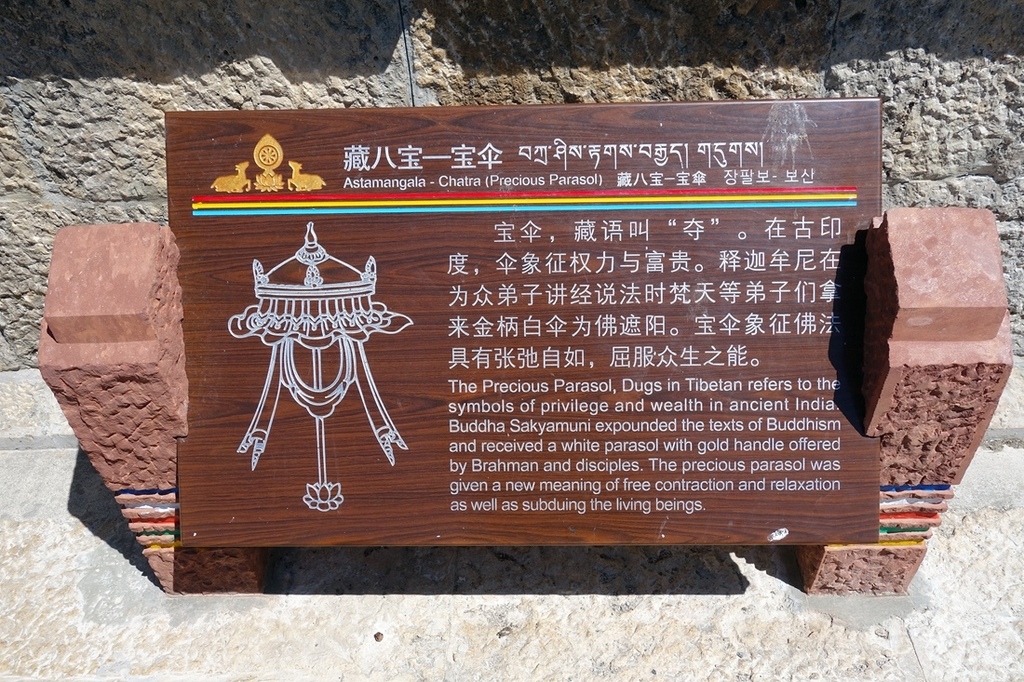 藏八宝—宝伞 བཀྲ་ཤིས་རྟགས་བརྒྱད། གདུགས།
Astamangala - Chatra (Precious Parasol) 藏八宝-宝傘 장팔보- 보산
宝伞，藏语叫“夺”。在古印
度，伞象征权力与富贵。释迦牟尼在
为众弟子讲经说法时梵天等弟子们拿
来金柄白伞为佛遮阳。宝伞象征佛法
具有张弛自如，屈服众生之能。
The Precious Parasol, Dugs in Tibetan refers to the
symbols of privilege and wealth in ancient India.
Buddha Sakyamuni expounded the texts of Buddhism
and received a white parasol with gold handle offered
by Brahman and disciples. The precious parasol was
given a new meaning of free contraction and relaxation
as well as subduing the living beings.